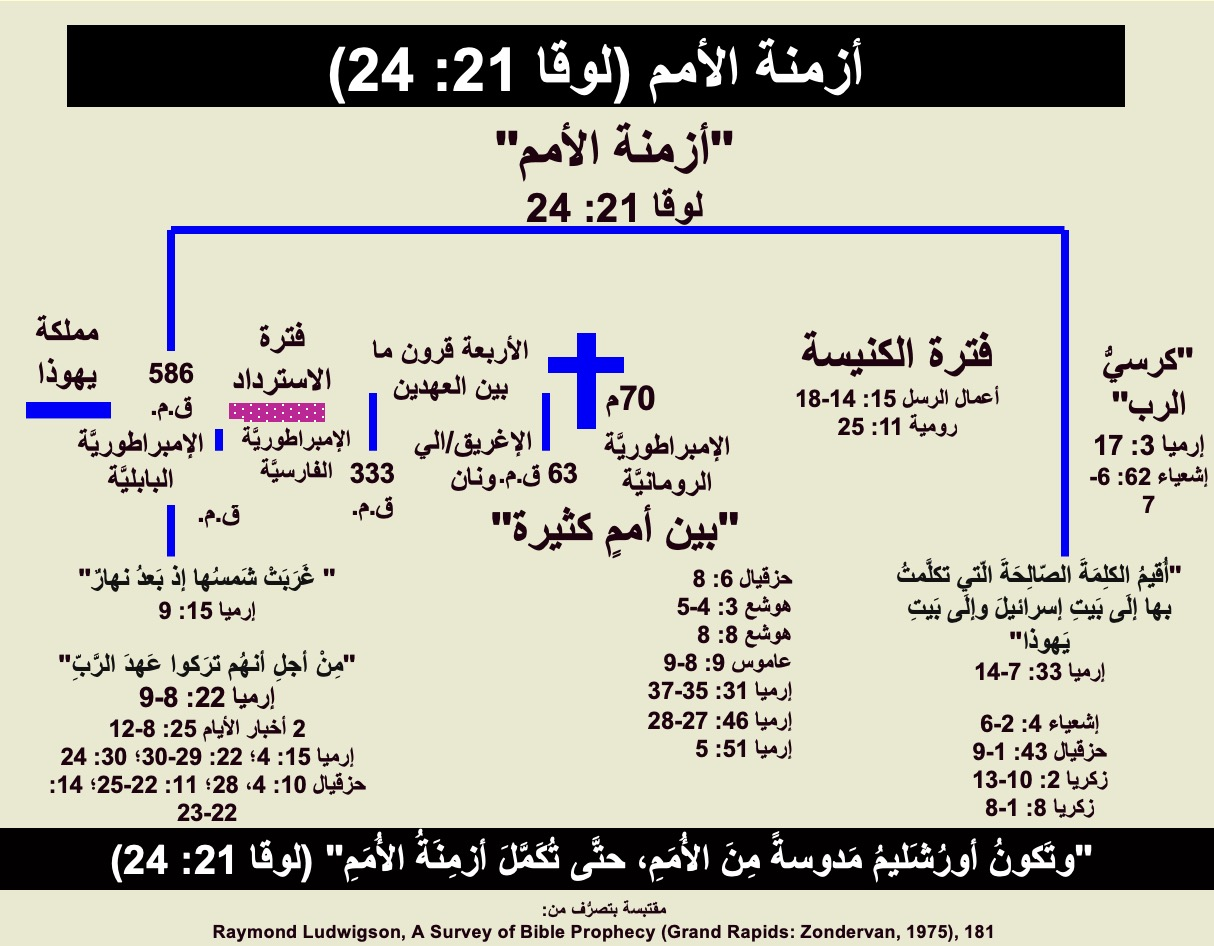 أزمنة الأمم (لوقا 21: 24)
"أزمنة الأمم"
لوقا 21: 24
مملكة
يهوذا
586
ق.م.
الإمبراطوريَّة
البابليَّة
ق.م.
فترة
الاسترداد
الإمبراطوريَّة
الفارسيَّة
333
ق.م.
الأربعة قرون ما
بين العهدين
الإغريق/الي
ونان
63 ق.م.
70م
الإمبراطوريَّة
الرومانيَّة
فترة الكنيسة
أعمال الرسل 15: 14-18
رومية 11: 25
"كرسيُّ
الرب"
إرميا 3: 17
إشعياء 62: 6-
7
"بين أممٍ كثيرة"
حزقيال 6: 8
هوشع 3: 4-5
هوشع 8: 8
عاموس 9: 8-9
إرميا 31: 35-37
إرميا 46: 27-28
إرميا 51: 5
" غَرَبَتْ شَمسُها إذ بَعدُ نهارٌ"
إرميا 15: 9
"مِنْ أجلِ أنهُم ترَكوا عَهدَ الرَّبِّ"
إرميا 22: 8-9
2 أخبار الأيام 25: 8-12
إرميا 15: 4؛ 22: 29-30؛ 30: 24
حزقيال 10: 4، 28؛ 11: 22-25؛ 14:
22-23
"أُقيمُ الكلِمَةَ الصّالِحَةَ الّتي تكلَّمتُ
بها إلَى بَيتِ إسرائيلَ وإلَى بَيتِ
يَهوذا"
إرميا 33: 7-14
إشعياء 4: 2-6
حزقيال 43: 1-9
زكريا 2: 10-13
زكريا 8: 1-8
"وتَكونُ أورُشَليمُ مَدوسةً مِنَ الأُمَمِ، حتَّى تُكَمَّلَ أزمِنَةُ الأُمَمِ" (لوقا 21: 24)
مقتبسة بتصرُّف من:
Raymond Ludwigson, A Survey of Bible Prophecy (Grand Rapids: Zondervan, 1975), 181